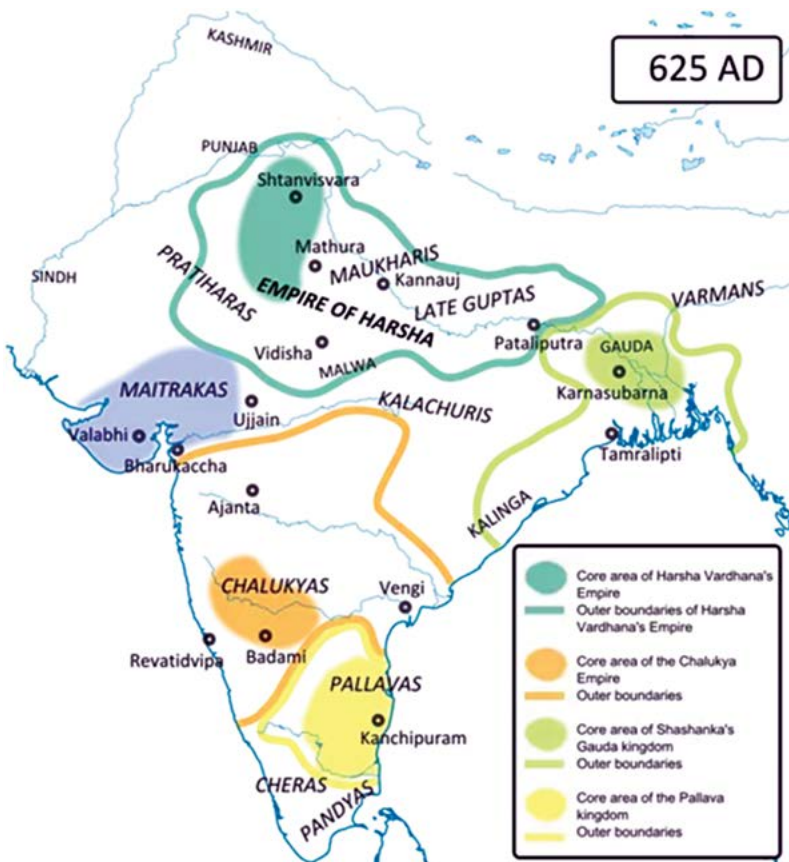 KASHMIR
625 AD
PUNJAB
Shtanvisvara
SINDH
PRATIHARAS
Mathura
MAUKHARIS
Kannauj
EMPIRE OF HARSHA
LATE GUPTAS
VARMANS
Pataliputra
GAUDA
Vidisha
MALWA
Karnasubarna
MAITRAKAS
Ujjain
KALACHURIS
Valabhi
Bharukaccha
Tamralipti
Ajanta
KALINGA
CHALUKYAS
Vengi
Revatidvipa
Badami
PALLAVAS
Kanchipuram
CHERAS
PANDYAS
Core area of Harsha Vardhana's
Empire
Outer boundaries of Harsha
Vardhana's Empire
Core area of the Chalukya
Empire
Outer boundaries
Core area of Shashanka's
Gauda kingdom
Outer boundaries
Core area of the Pallava
kingdom
Outer boundaries